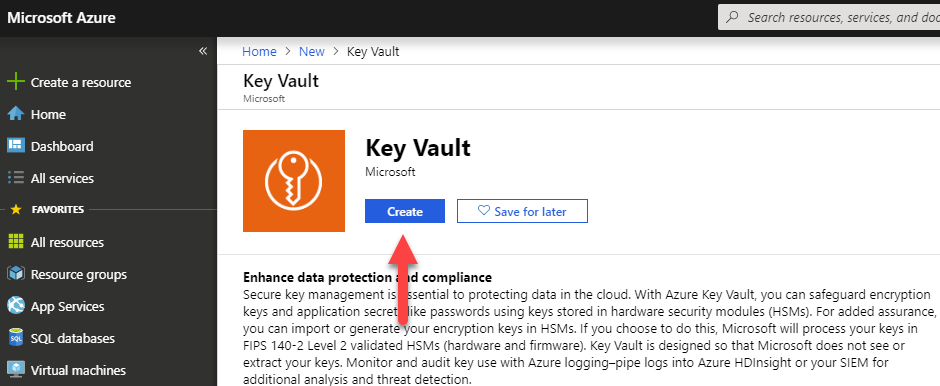 Microsoft Azure
Search resources, services, and doc
Create a resource
Home
Dashboard
All services
FAVORITES
All resources
Resource groups
App Services
SQL databases
Virtual machines
Home > New > Key Vault
Key Vault
Microsoft
Key Vault
Microsoft
Create
Save for later
Enhance data protection and compliance
Secure key management is essential to protecting data in the cloud. With Azure Key Vault, you can safeguard encryption
keys and application secrets like passwords using keys stored in hardware security modules (HSMs). For added assurance,
you can import or generate your encryption keys in HSMs. If you choose to do this, Microsoft will process your keys in
FIPS 140-2 Level 2 validated HSMs (hardware and firmware). Key Vault is designed so that Microsoft does not see or
extract your keys. Monitor and audit key use with Azure logging–pipe logs into Azure HDInsight or your SIEM for
additional analysis and threat detection.